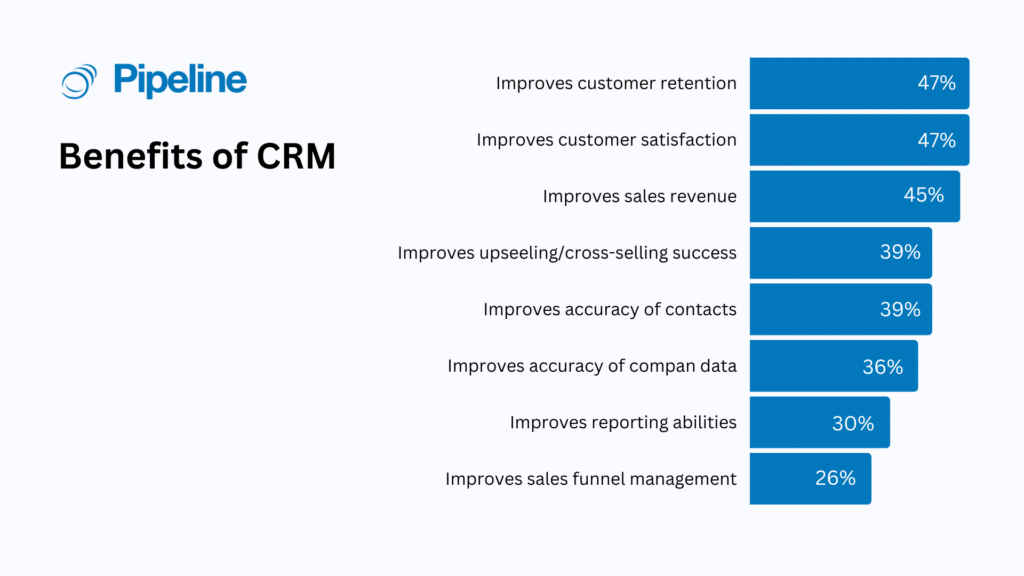 Pipeline
Benefits of CRM
Improves customer retention 47%
Improves customer satisfaction 47%
Improves sales revenue 45%
Improves upseeling/cross-selling success 39%
Improves accuracy of contacts 39%
Improves accuracy of compan data 36%
Improves reporting abilities 30%
Improves sales funnel management 26%